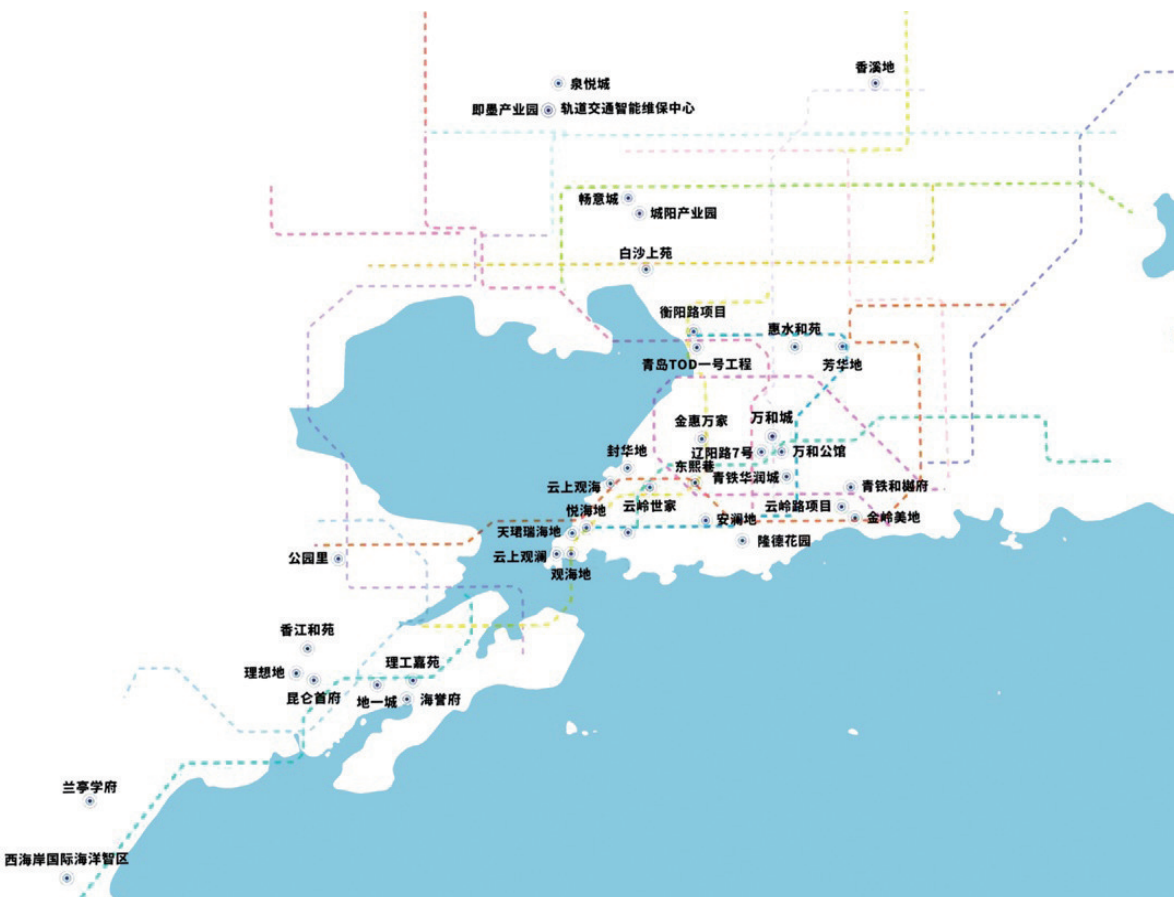 香溪地
泉悦城
即墨产业园
轨道交通智能维保中心
畅意城
城阳产业园
白沙上苑
衡阳路项目
惠水和苑
青岛TOD一号工程
芳华地
金惠万家
万和城
封华地
辽阳路7号
万和公馆
东熙巷
青铁华润城
云上观海
青铁和樾府
云岭世家
云岭路项目
悦海地
安澜地
金岭美地
天珺瑞海地
隆德花园
云上观澜
公园里
观海地
香江和苑
理工嘉苑
理想地
昆仑首府
地一城
海誉府
兰亭学府
西海岸国际海洋智区